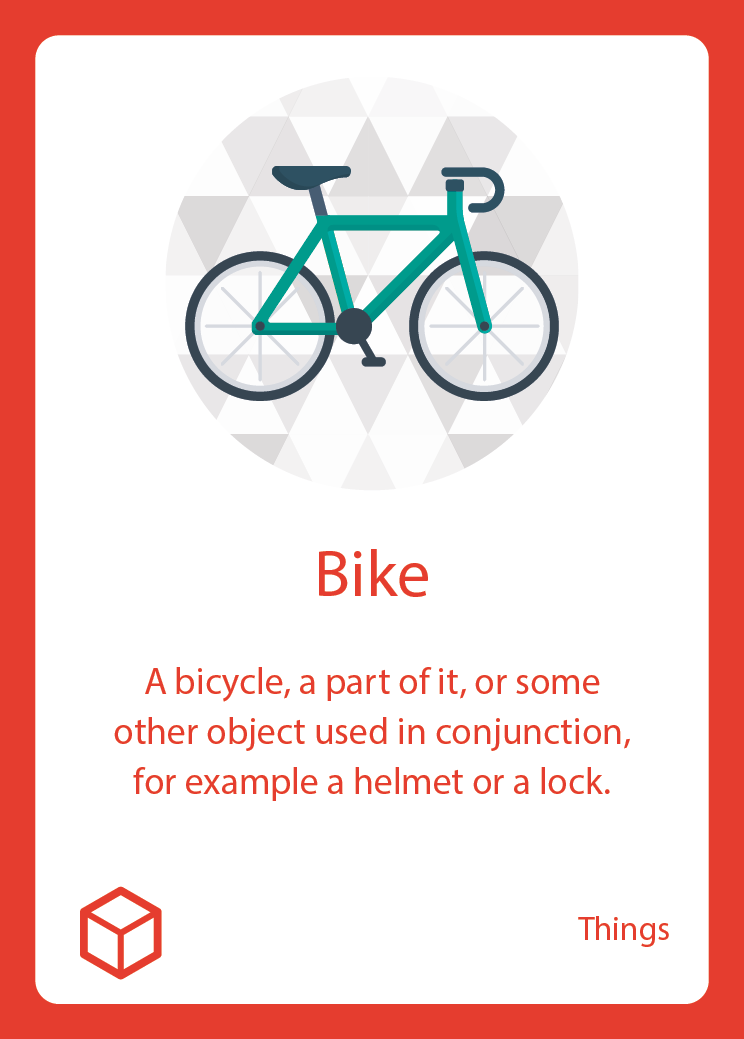 Bike
A bicycle, a part of it, or some
other object used in conjunction,
for example a helmet or a lock.
Things